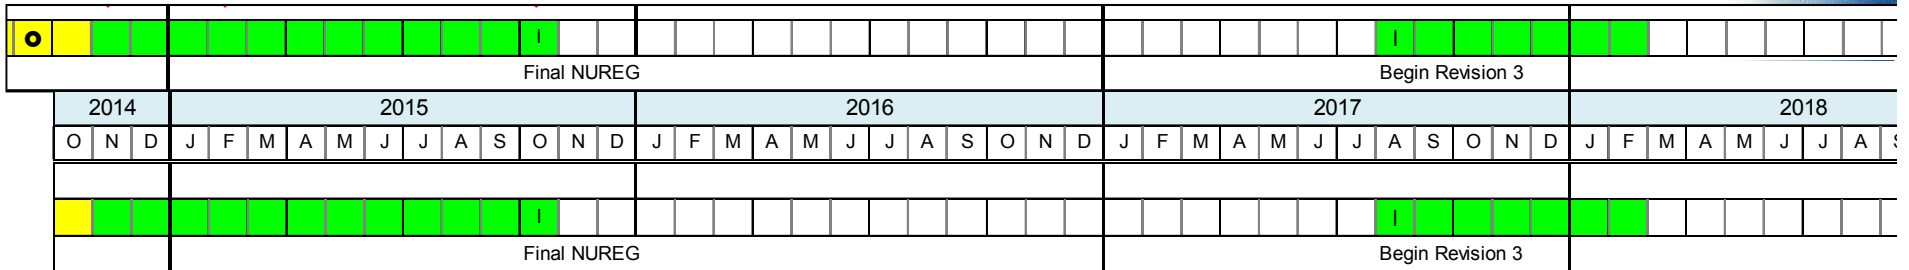 O I I
Final NUREG Begin Revision 3
2014 2015 2016 2017 2018
O N D J F M A M J J A S O N D J F M A M J J A S O N D J F M A M J J A S O N D J F M A M J J A
I I
Final NUREG Begin Revision 3